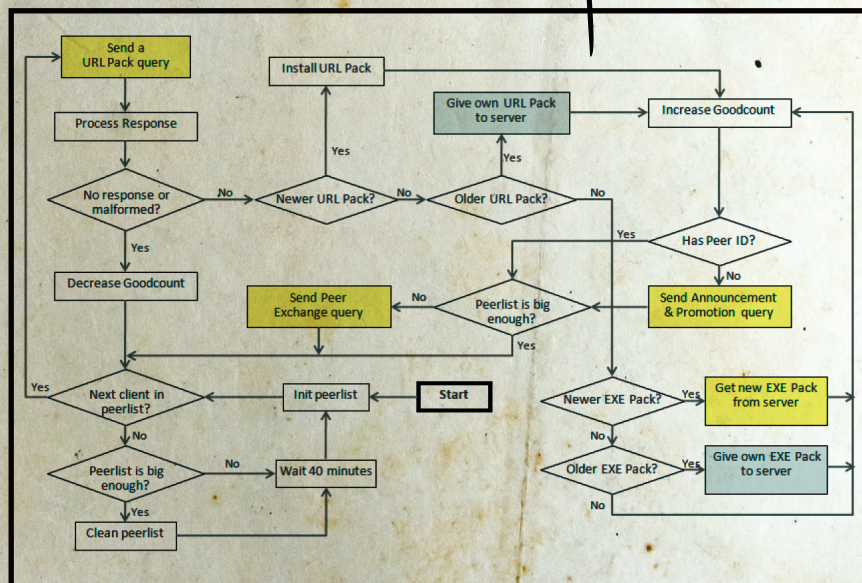 Send a
URL Pack query
Install URL Pack
Give own URL Pack
to server
Increase Goodcount
Process Response
Yes
Yes
No response or
malformed?
No
Newer URL Pack?
No
Older URL Pack?
No
Yes
Has Peer ID?
Yes
No
Decrease Goodcount
Send Peer
Exchange query
No
Peerlist is big
enough?
Send Announcement
& Promotion query
Yes
Yes
Next client in
peerlist?
Init peerlist
Start
Newer EXE Pack?
Yes
Get new EXE Pack
from server
No
No
Peerlist is big
enough?
No
Wait 40 minutes
Older EXE Pack?
Yes
Give own EXE Pack
to server
Yes
No
Clean peerlist